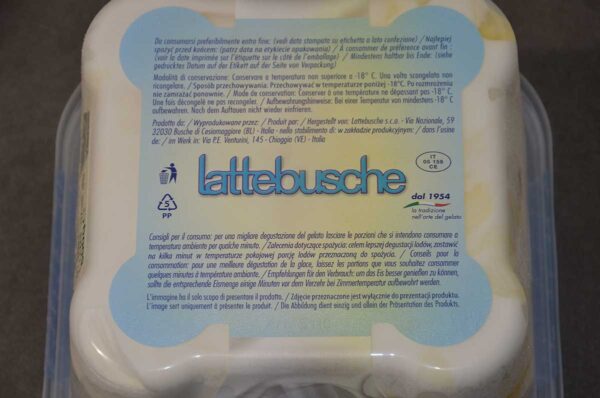 De consumarsi preferibilmente entro fine: (vedi data stampata su etichetta a lato confezione) / Najlepiej
spożyć przed końcem: (patrz data na etykiecie opakowania) / À consommer de préférence avant fin :
(voir la date imprimée sur l'étiquette sur le côté de l'emballage) / Mindestens haltbar bis Ende: (siehe
gedrucktes Datum auf der Etikett auf der Seite von Verpackung)
Modalità di conservazione: Conservare a temperatura non superiore a -18° C. Una volta scongelato non
ricongelare. / Sposób przechowywania: Przechowywać w temperaturze poniżej -18°C. Po rozmrożeniu
nie zamrażać ponownie. / Mode de conservation: Conserver à une température ne dépassant pas -18° C.
Une fois décongelé ne pas recongeler. / Aufbewahrungshinweise: Bei einer Temperatur von mindestens -18° C
aufbewahren. Nach dem Auftauen nicht wieder einfrieren.
Prodotto da: / Wyprodukowane przez: / Produit par: / Hergestellt von: Lattebusche s.c.a. - Via Nazionale, 59
32030 Busche di Cesiomaggiore (BL) - Italia - nello stabilimento di: w zakładzie produkcyjnym: / dans l'usine
de: / im Werk in: Via P.E. Venturini, 145 - Chioggia (VE) - Italia
5
PP
lattebusche
IT
05 158
CE
dal 1954
la tradizione
nell'arte del gelato
Consigli per il consumo: per una migliore degustazione del gelato lasciare le porzioni che si intendono consumare a
temperatura ambiente per qualche minuto. / Zalecenia dotyczące spożycia: celem lepszej degustacji lodów, zostawić
na kilka minut w temperaturze pokojowej porcję lodów przeznaczoną do spożycia. / Conseils pour la
consommation: pour une meilleure dégustation de la glace, laissez les portions que vous souhaitez consommer
quelques minutes à température ambiante. / Empfehlungen für den Verbrauch: um das Eis besser genießen zu können,
sollte die entsprechende Eismenge einige Minuten vor dem Verzehr bei Zimmertemperatur aufbewahrt werden.
L'immagine ha il solo scopo di presentare il prodotto. / Zdjęcie przeznaczone jest wyłącznie do prezentacji produktu.
L'image sert uniquement à présenter le produit. / Die Abbildung dient einzig und allein der Präsentation des Produkts.